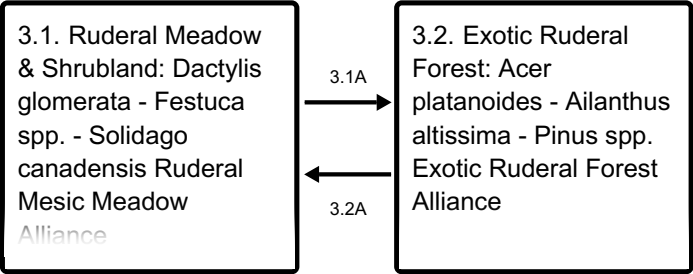 3.1. Ruderal Meadow
& Shrubland: Dactylis
glomerata - Festuca
spp. - Solidago
canadensis Ruderal
Mesic Meadow
Alliance
3.1A
3.2A
3.2. Exotic Ruderal
Forest: Acer
platanoides - Ailanthus
altissima - Pinus spp.
Exotic Ruderal Forest
Alliance